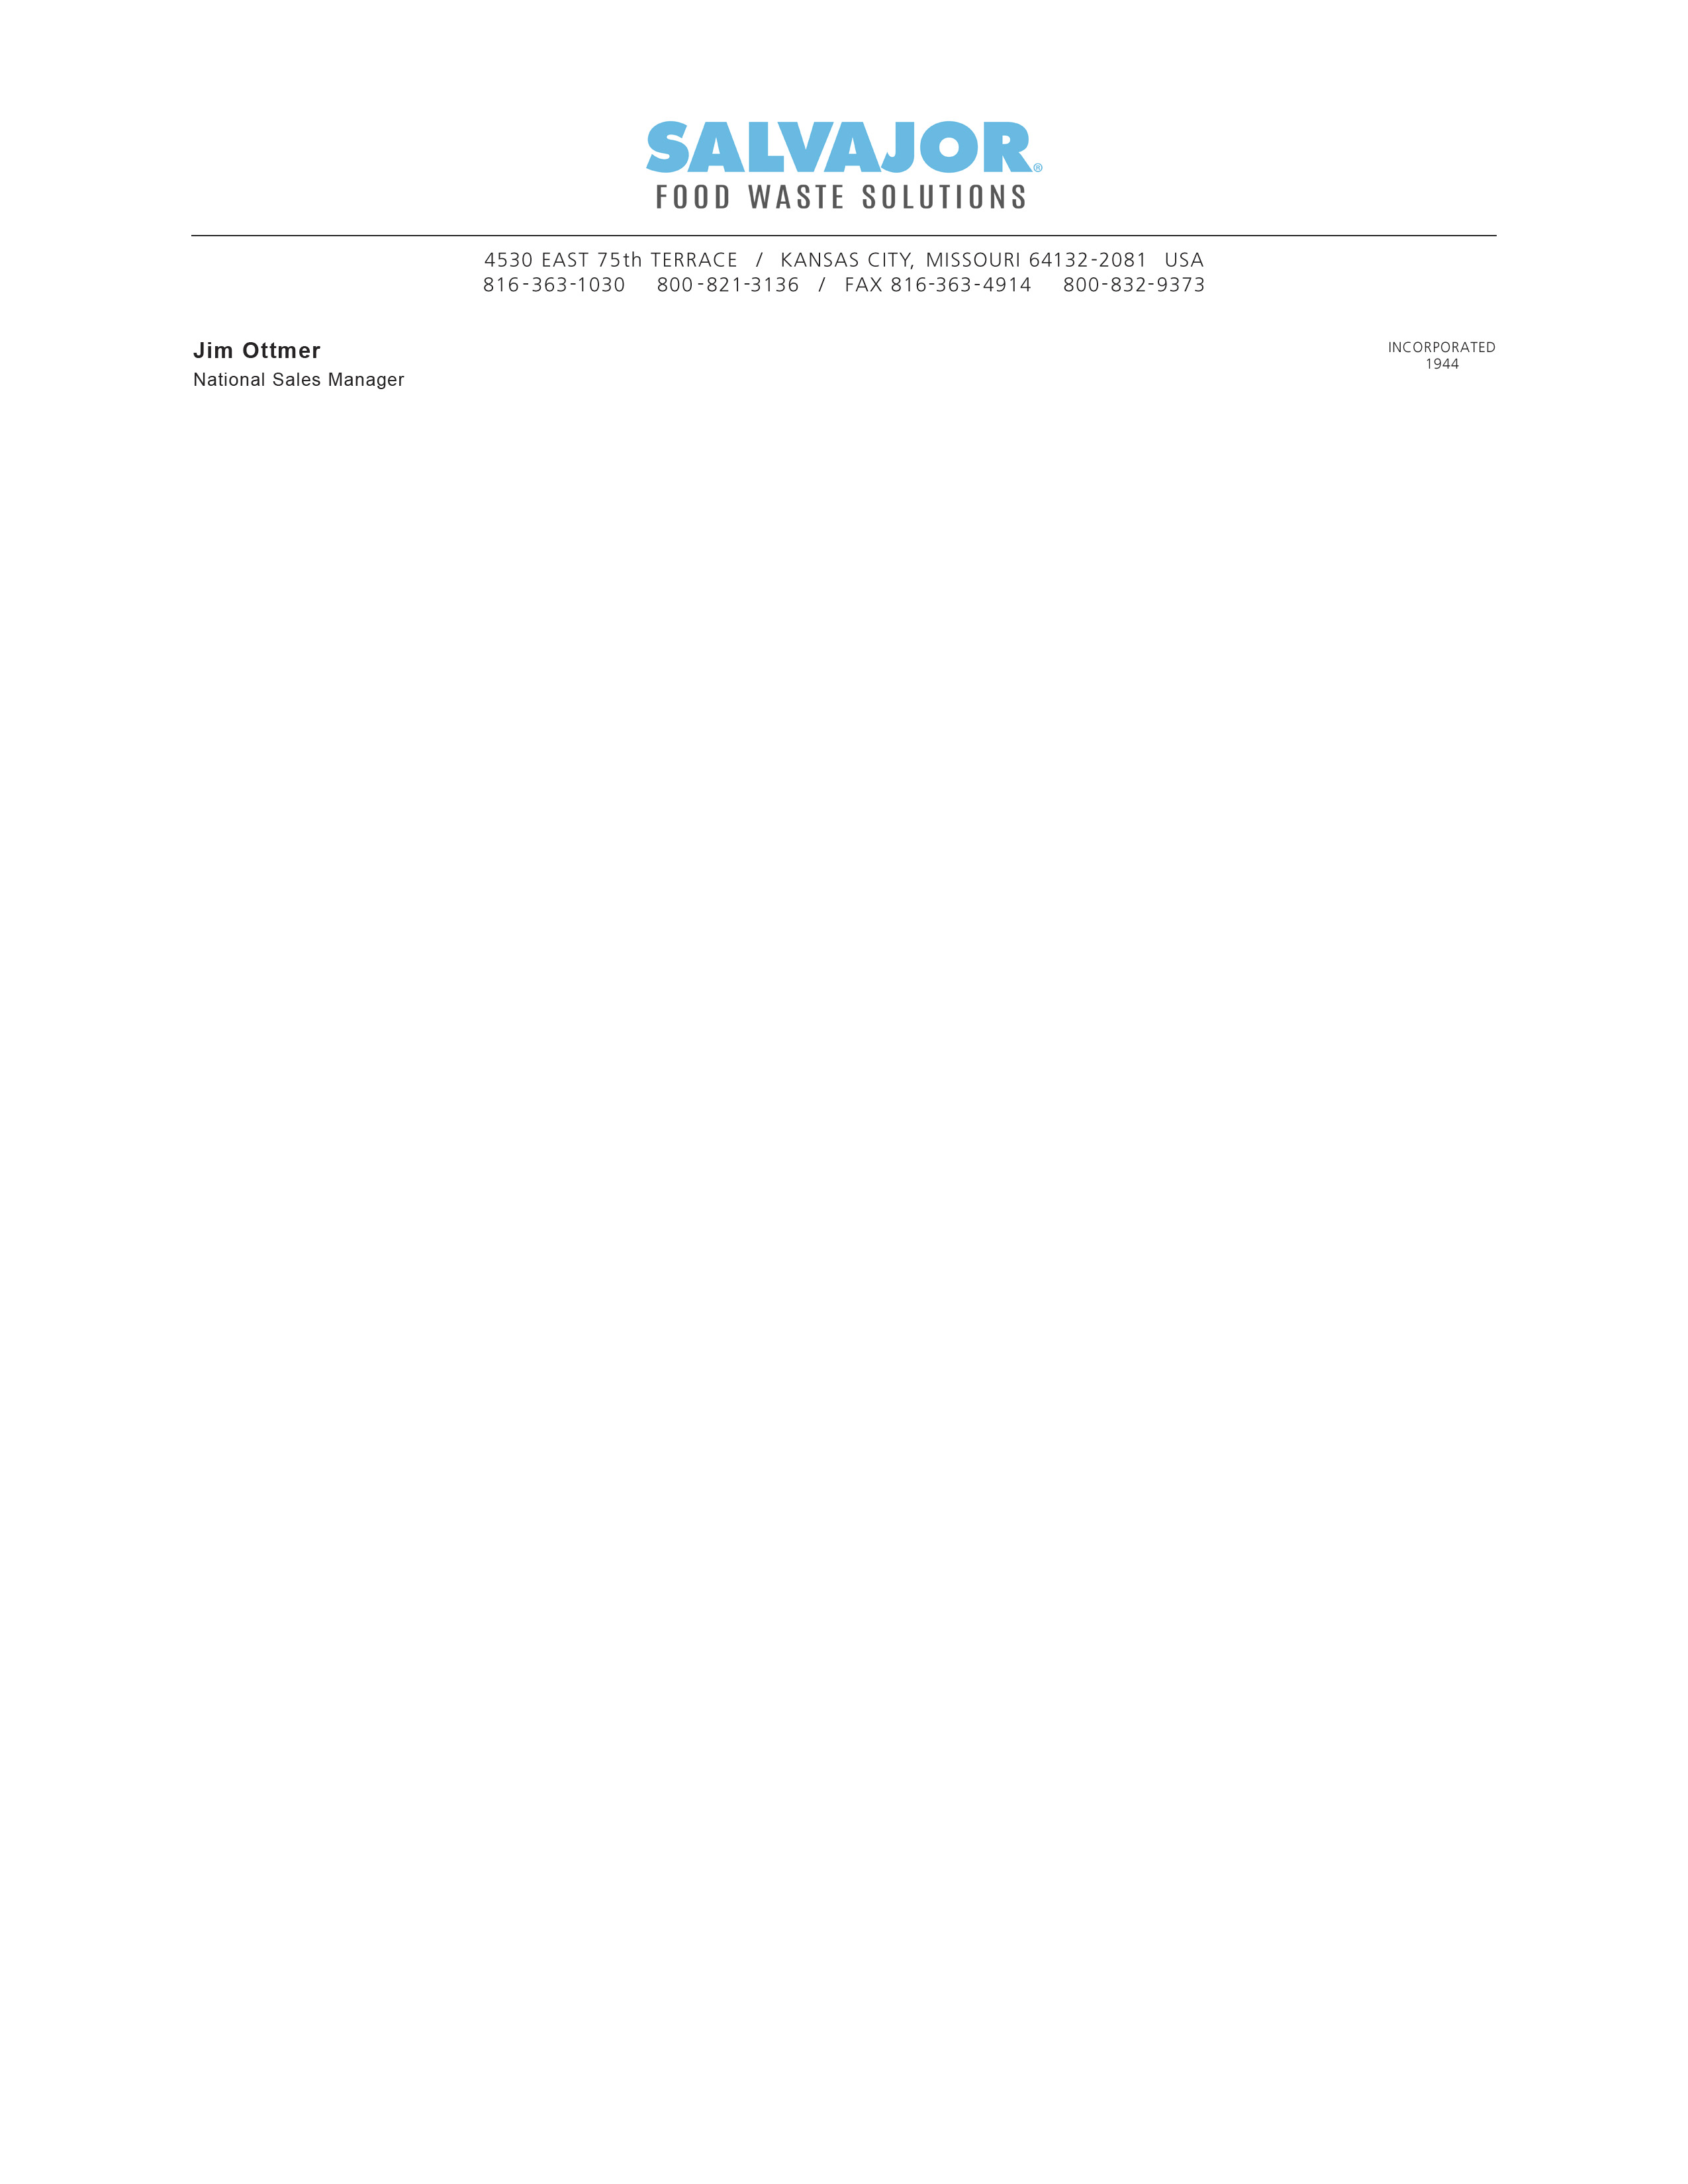 SALVAJOR®
FOOD WASTE SOLUTIONS
4530 EAST 75th TERRACE / KANSAS CITY, MISSOURI 64132-2081 USA
816-363-1030 800-821-3136 / FAX 816-363-4914 800-832-9373
Jim Ottmer
National Sales Manager
INCORPORATED
1944